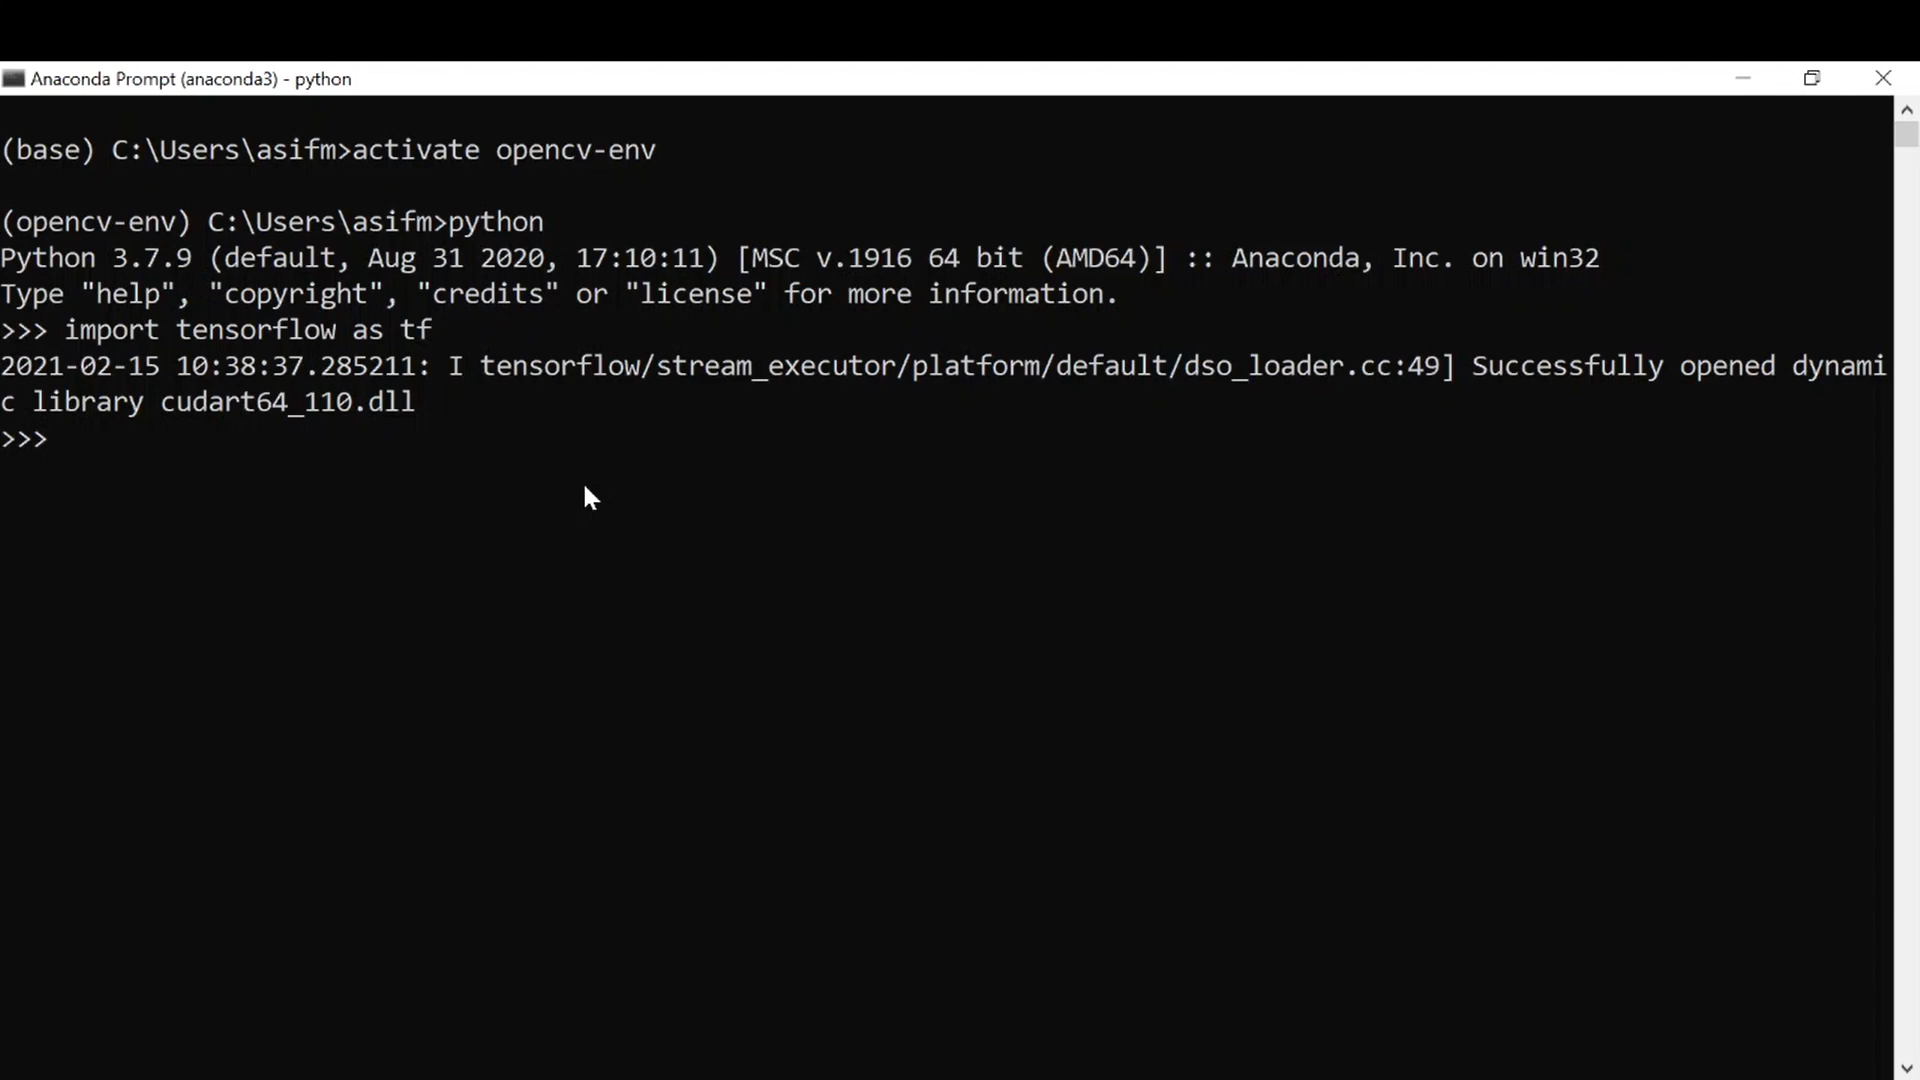 Anaconda Prompt (anaconda3) - python
(base) C:\Users\asifm>activate opencv-env
(opencv-env) C:\Users\asifm>python
Python 3.7.9 (default, Aug 31 2020, 17:10:11) [MSC v.1916 64 bit (AMD64)] :: Anaconda, Inc. on win32
Type "help", "copyright", "credits" or "license" for more information.
>>> import tensorflow as tf
2021-02-15 10:38:37.285211: I tensorflow/stream_executor/platform/default/dso_loader.cc:49] Successfully opened dynami
c library cudart64_110.dll
>>>